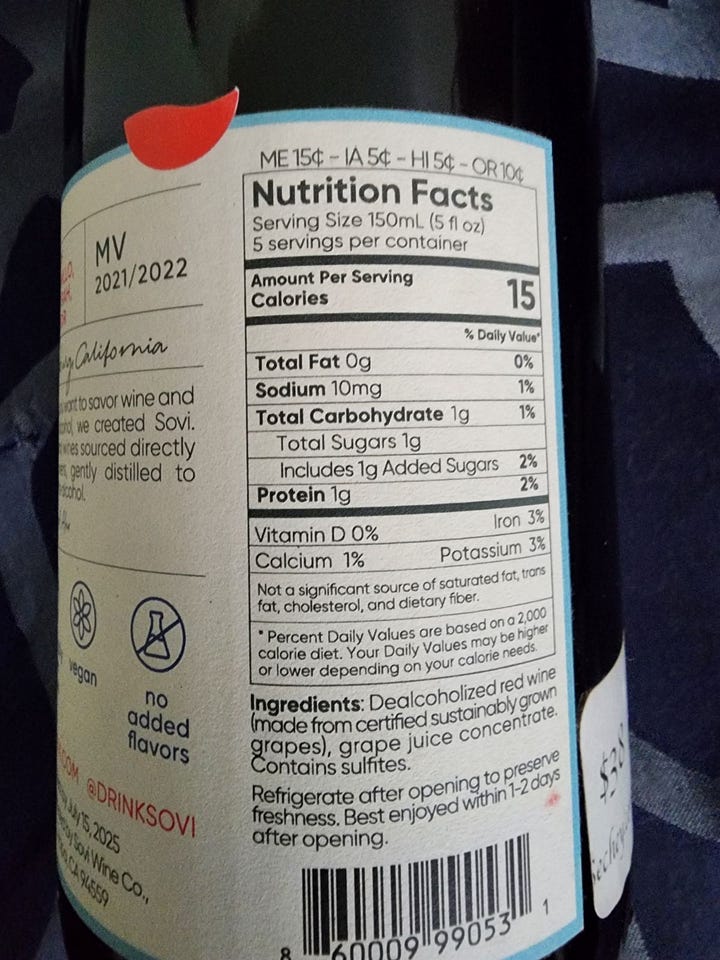 ME 15¢ – IA 5¢ – HI 5¢ – OR 10¢
MV
2021/2022
California
want to savor wine and
we created Sovi.
wines sourced directly
gently distilled to
alcohol.
vegan
no
added
flavors
.COM @DRINKSOVI
July 15, 2025
Sovi Wine Co.,
CA 94559
Nutrition Facts
Serving Size 150mL (5 fl oz)
5 servings per container
Amount Per Serving
Calories 15
% Daily Value*
Total Fat 0g 0%
Sodium 10mg 1%
Total Carbohydrate 1g 1%
Total Sugars 1g
Includes 1g Added Sugars 2%
Protein 1g 2%
Vitamin D 0% Iron 3%
Calcium 1% Potassium 3%
Not a significant source of saturated fat, trans
fat, cholesterol, and dietary fiber.
* Percent Daily Values are based on a 2,000
calorie diet. Your Daily Values may be higher
or lower depending on your calorie needs.
Ingredients: Dealcoholized red wine
(made from certified sustainably grown
grapes), grape juice concentrate.
Contains sulfites.
Refrigerate after opening to preserve
freshness. Best enjoyed within 1-2 days
after opening.
8 60009 99053 1
$38